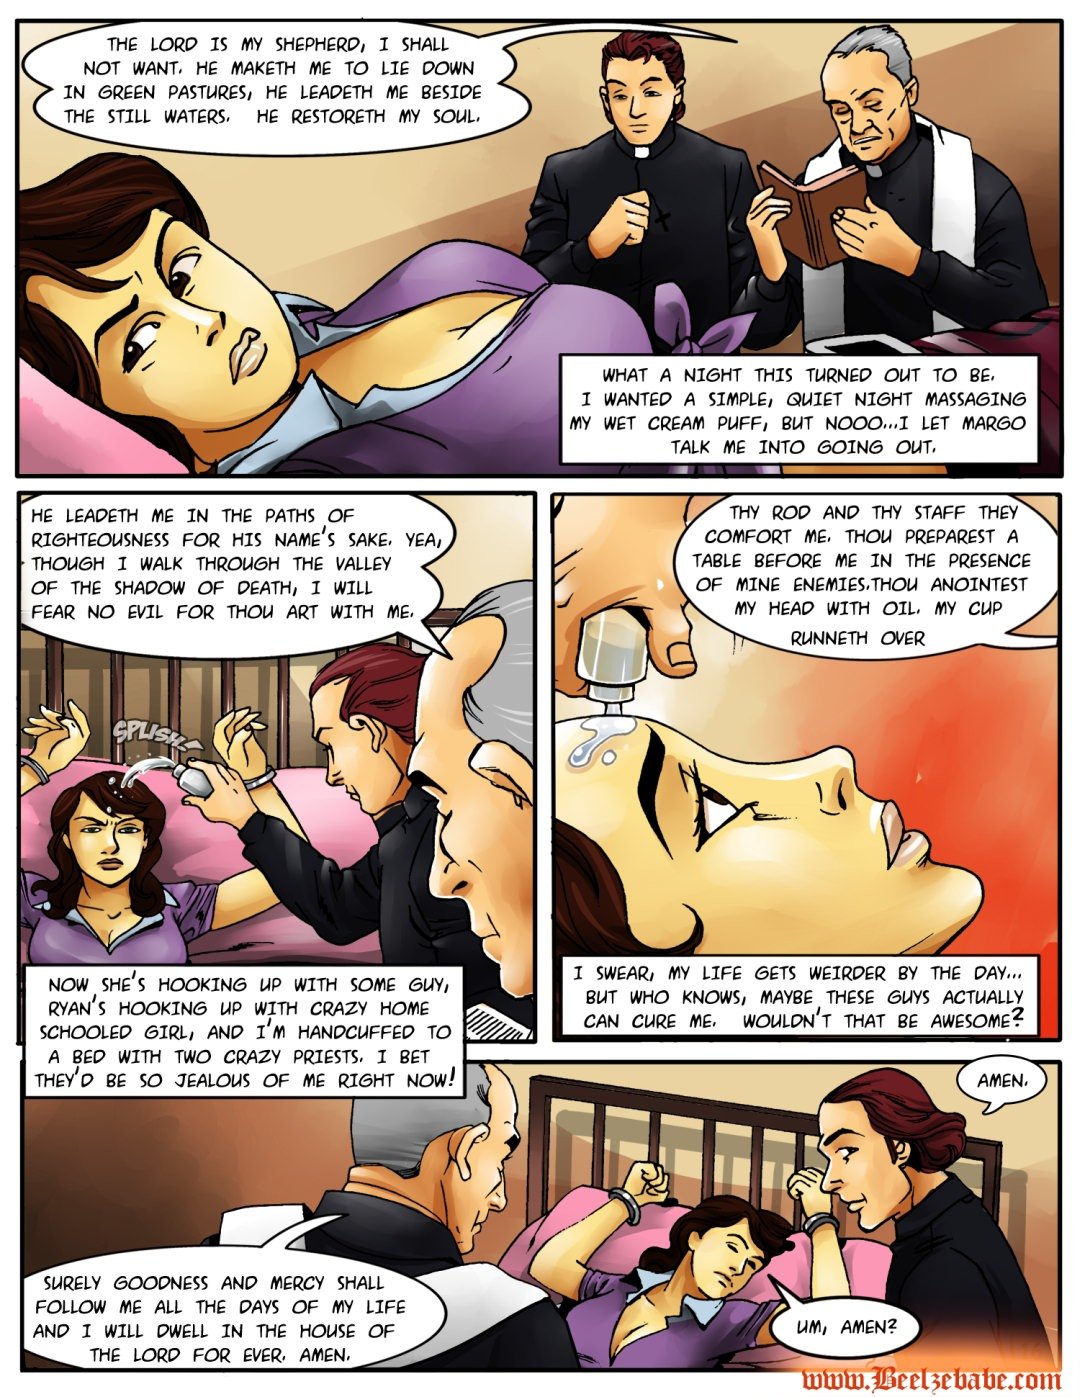 THE LORD IS MY SHEPHERD, I SHALL
NOT WANT. HE MAKETH ME TO LIE DOWN
IN GREEN PASTURES, HE LEADETH ME BESIDE
THE STILL WATERS. HE RESTORETH MY SOUL.
WHAT A NIGHT THIS TURNED OUT TO BE.
I WANTED A SIMPLE, QUIET NIGHT MASSAGING
MY WET CREAM PUFF, BUT NOOO...I LET MARGO
TALK ME INTO GOING OUT.
HE LEADETH ME IN THE PATHS OF
RIGHTEOUSNESS FOR HIS NAME'S SAKE. YEA,
THOUGH I WALK THROUGH THE VALLEY
OF THE SHADOW OF DEATH, I WILL
FEAR NO EVIL FOR THOU ART WITH ME.
SPLISH!
NOW SHE'S HOOKING UP WITH SOME GUY,
RYAN'S HOOKING UP WITH CRAZY HOME
SCHOOLED GIRL, AND I'M HANDCUFFED TO
A BED WITH TWO CRAZY PRIESTS. I BET
THEY'D BE SO JEALOUS OF ME RIGHT NOW!
THY ROD AND THY STAFF THEY
COMFORT ME. THOU PREPAREST A
TABLE BEFORE ME IN THE PRESENCE
OF MINE ENEMIES.THOU ANOINTEST
MY HEAD WITH OIL. MY CUP
RUNNETH OVER
I SWEAR, MY LIFE GETS WEIRDER BY THE DAY...
BUT WHO KNOWS, MAYBE THESE GUYS ACTUALLY
CAN CURE ME. WOULDN'T THAT BE AWESOME?
SURELY GOODNESS AND MERCY SHALL
FOLLOW ME ALL THE DAYS OF MY LIFE
AND I WILL DWELL IN THE HOUSE OF
THE LORD FOR EVER. AMEN.
AMEN.
UM, AMEN?
www.Beelzebabe.com